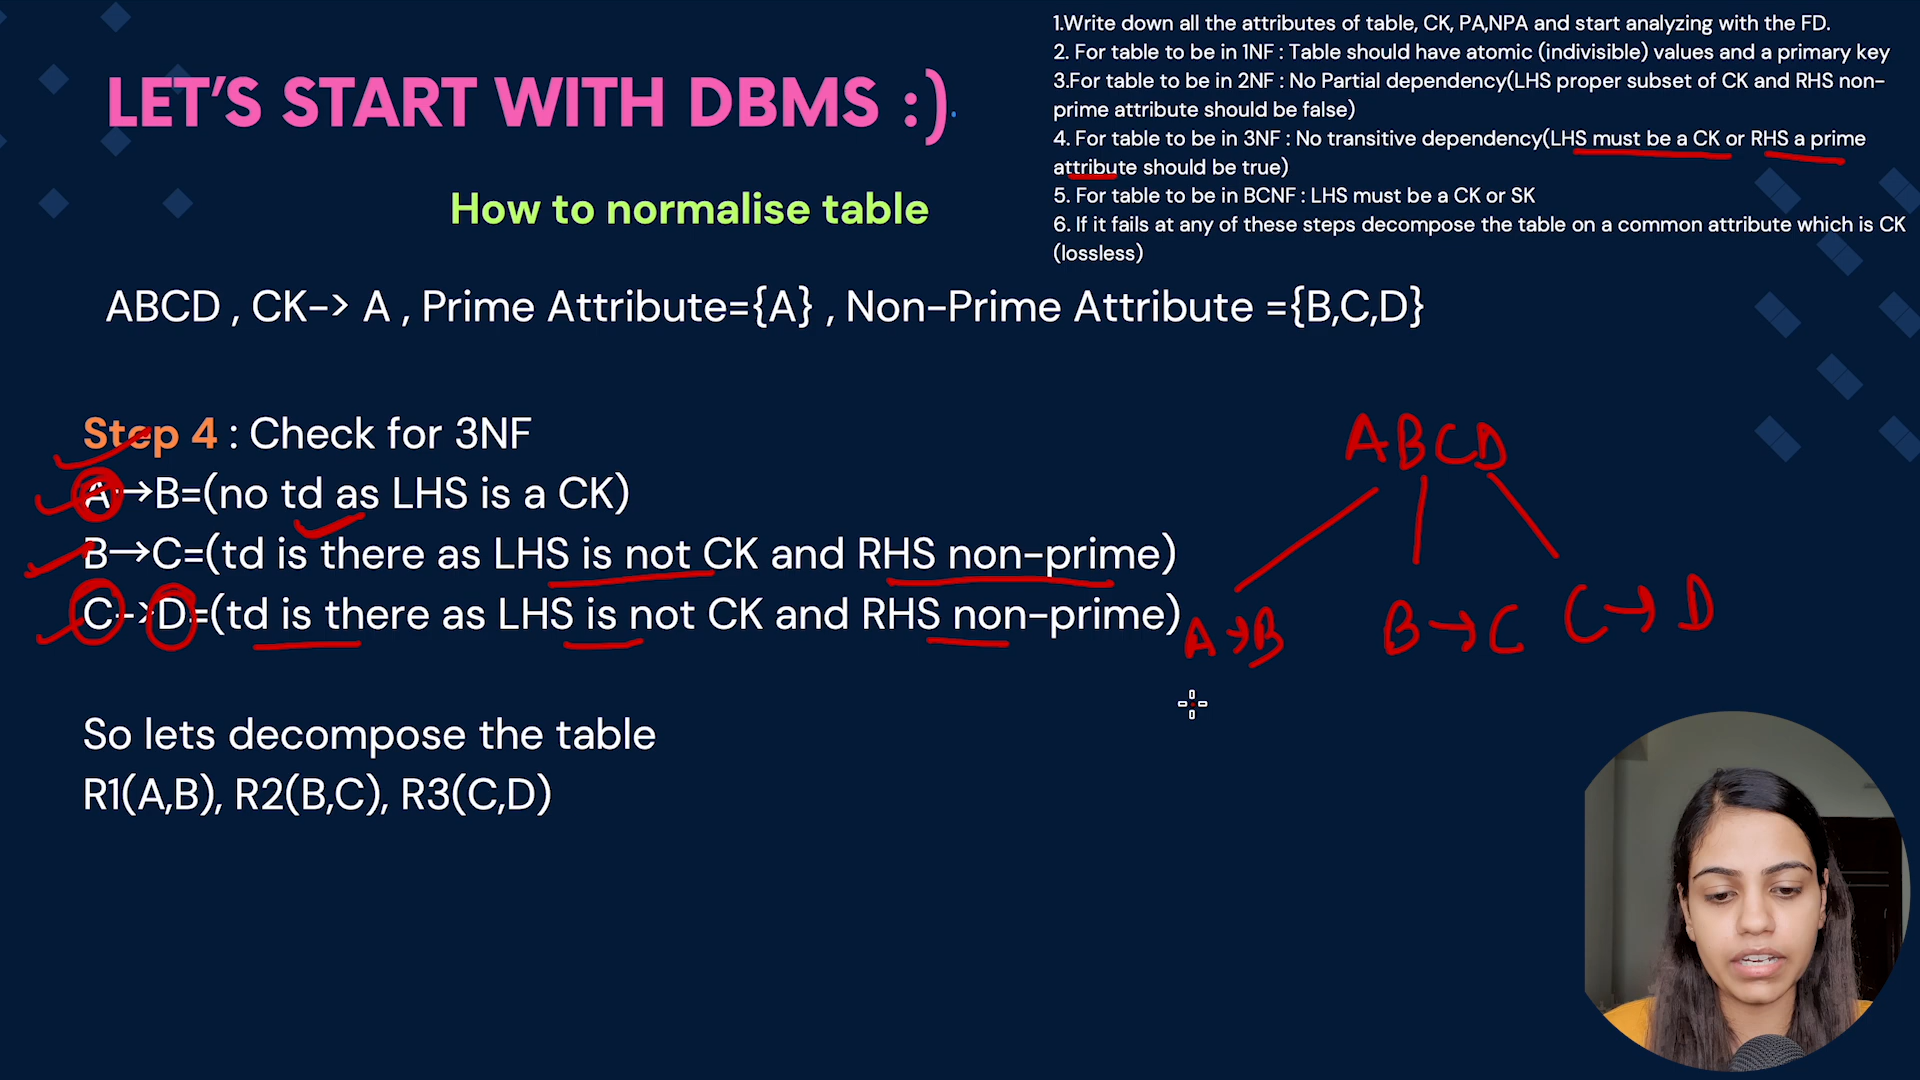 LET'S START WITH DBMS :)
How to normalise table
1.Write down all the attributes of table, CK, PA,NPA and start analyzing with the FD.
2. For table to be in 1NF : Table should have atomic (indivisible) values and a primary key
3.For table to be in 2NF : No Partial dependency(LHS proper subset of CK and RHS non-
prime attribute should be false)
4. For table to be in 3NF : No transitive dependency(LHS must be a CK or RHS a prime
attribute should be true)
5. For table to be in BCNF : LHS must be a CK or SK
6. If it fails at any of these steps decompose the table on a common attribute which is CK
(lossless)
ABCD , CK-> A , Prime Attribute={A} , Non-Prime Attribute ={B,C,D}
Step 4 : Check for 3NF
A->B=(no td as LHS is a CK)
B->C=(td is there as LHS is not CK and RHS non-prime)
C->D=(td is there as LHS is not CK and RHS non-prime)
So lets decompose the table
R1(A,B), R2(B,C), R3(C,D)
ABCD
A→B B→C C→D